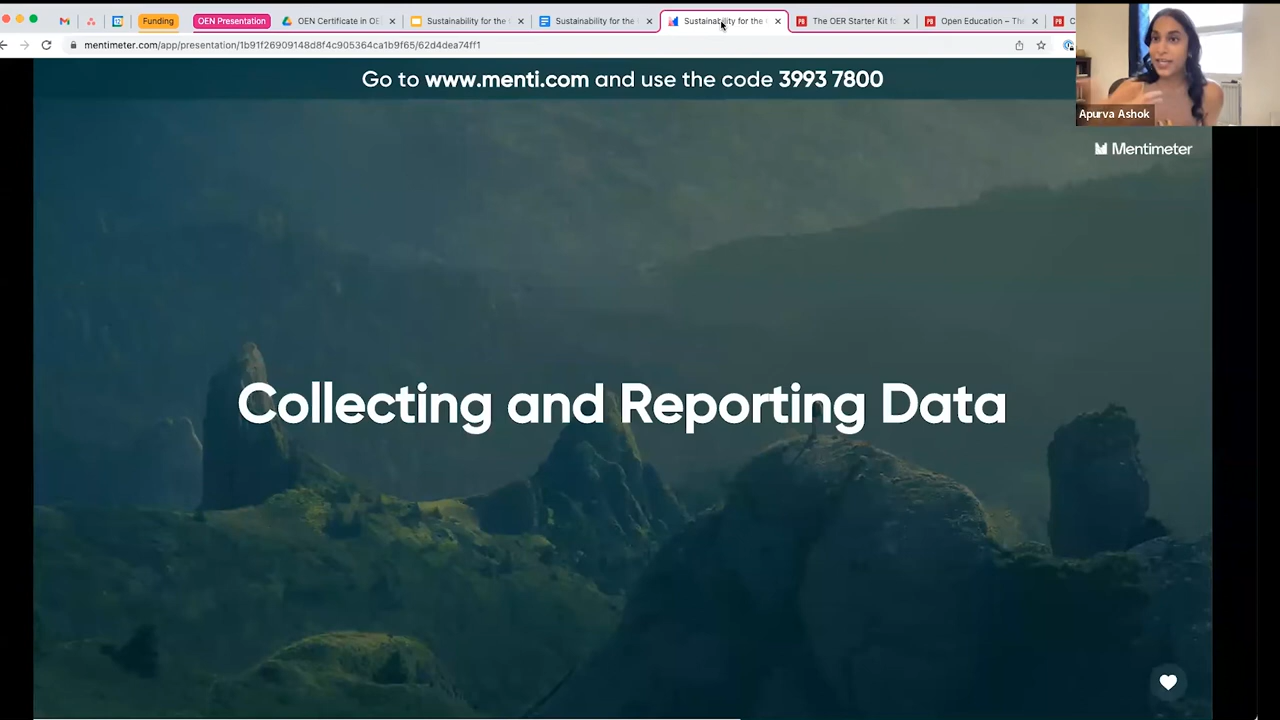 Funding
OEN Presentation
OEN Certificate in OE
Sustainability for the
Sustainability for the
Sustainability for the
The OER Starter Kit fo
Open Education – The
mentimeter.com/app/presentation/1b91f26909148d8f4c905364ca1b9f65/62d4dea74ff1
Go to www.menti.com and use the code 3993 7800
Apurva Ashok
Mentimeter
Collecting and Reporting Data